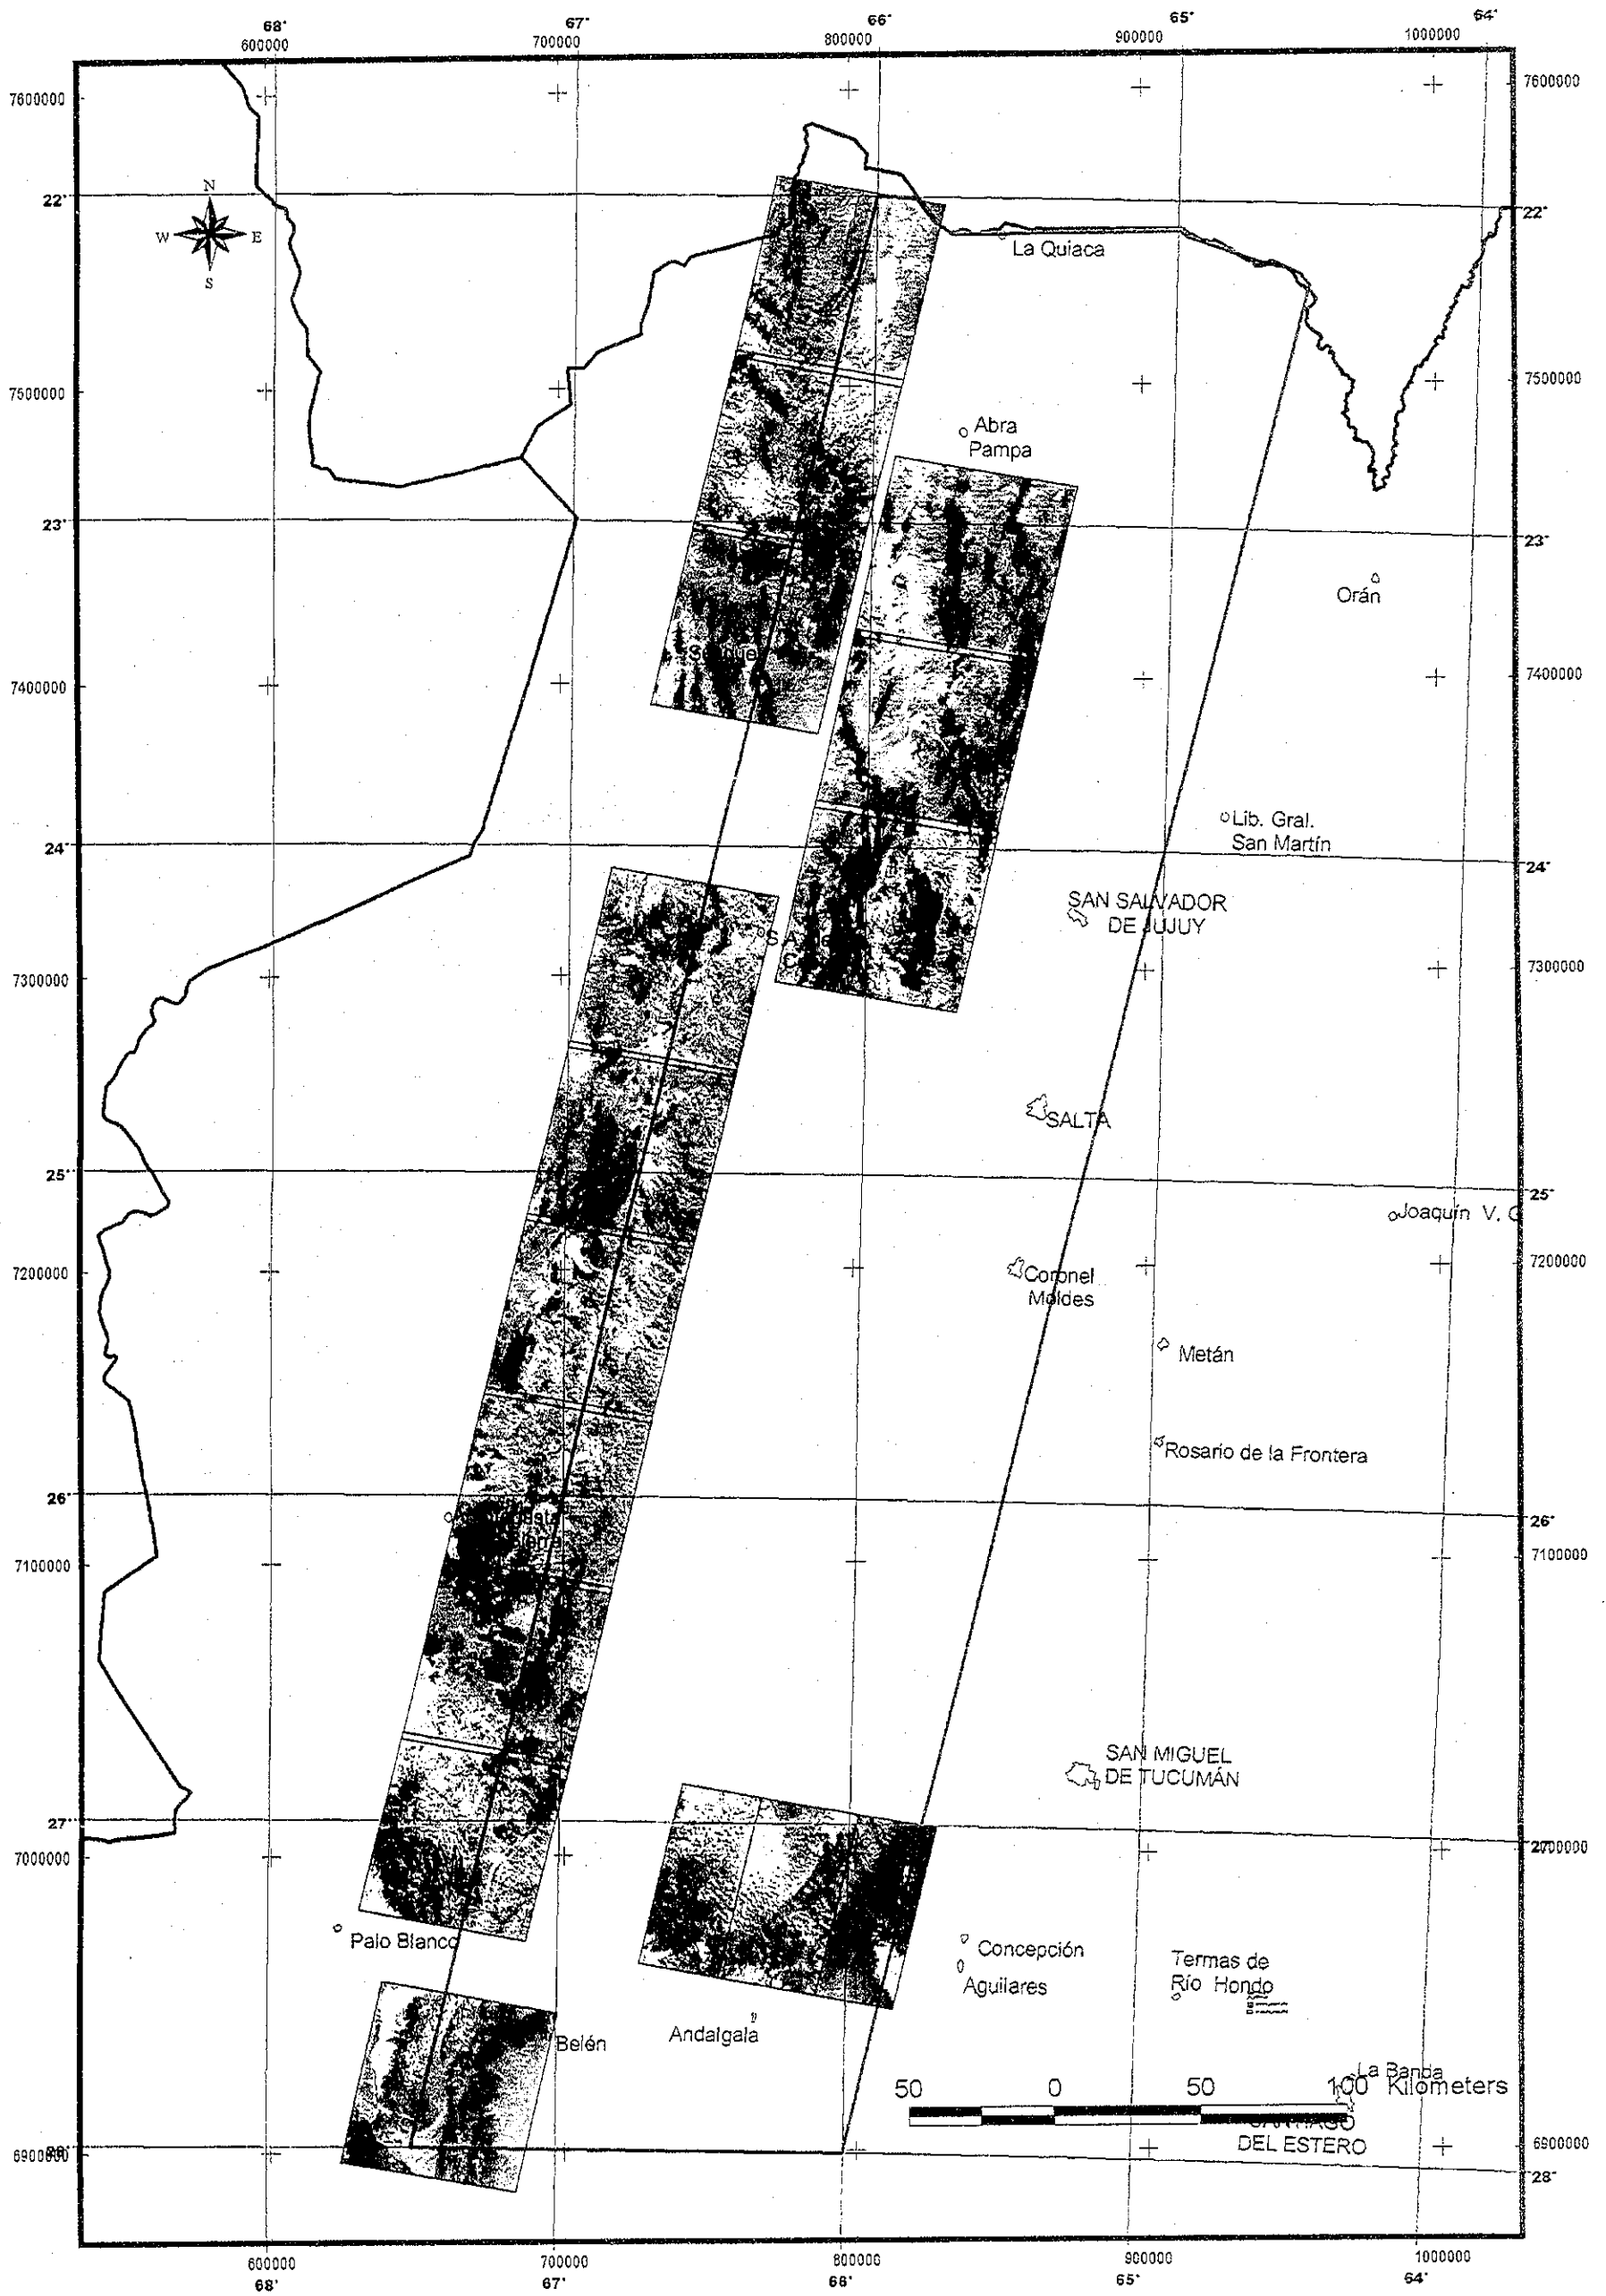 68° 67° 66° 65° 64°
600000 700000 800000 900000 1000000
7600000 7600000
N
22° 22°
W E
S
La Quiaca
7500000 7500000
Abra
Pampa
23° 23°
Orán
7400000 7400000
Lib. Gral.
San Martín
24° 24°
SAN SALVADOR
DE JUJUY
7300000 7300000
SALTA
25° 25°
Joaquín V. G
7200000 7200000
Coronel
Moldes
Metán
Rosario de la Frontera
26° 26°
7100000 7100000
SAN MIGUEL
DE TUCUMÁN
27°
7000000
Palo Blanco
Concepción
Aguilares
Termas de
Río Hondo
Belén
Andalgala
La Banda
50 0 50 100 Kilometers
DEL ESTERO
6900000
28°
600000 700000 800000 900000 1000000
68° 67° 66° 65° 64°